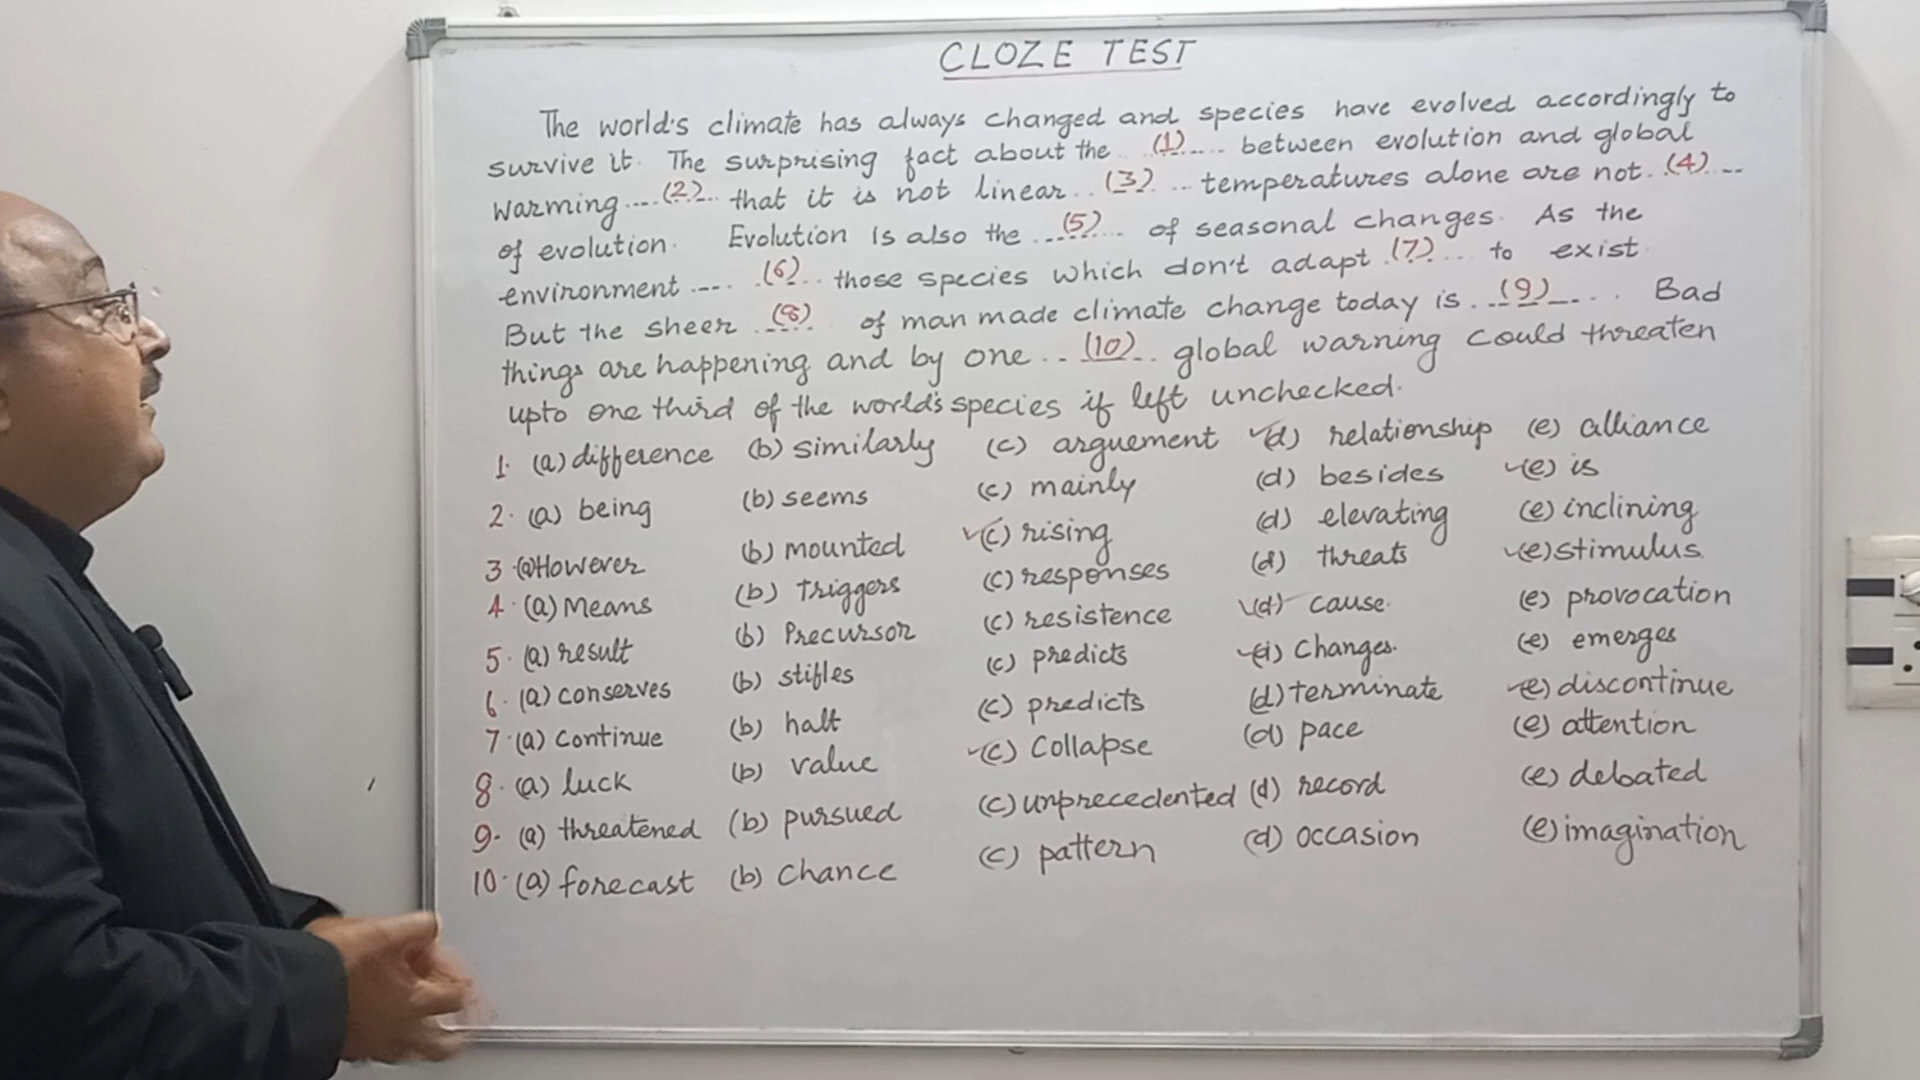 CLOZE TEST
The world's climate has always changed and species have evolved accordingly to
survive it. The surprising fact about the ..(1)..... between evolution and global
warming ....(2)... that it is not linear ..(3)... temperatures alone are not .(4)...
of evolution. Evolution is also the ...(5)... of seasonal changes. As the
environment .... .(6)... those species which don't adapt .(7)... to exist.
But the sheer ..(8).. of man made climate change today is ..(9)..... Bad
things are happening and by one ..(10)... global warning could threaten
upto one third of the world's species if left unchecked.
1. (a) difference (b) similarly (c) arguement ✓(d) relationship (e) alliance
2. (a) being (b) seems (c) mainly (d) besides ✓(e) is
3 (a) However (b) mounted ✓(c) rising (d) elevating (e) inclining
4. (a) Means (b) Triggers (c) responses (d) threats ✓(e) stimulus.
5. (a) result (b) Precursor (c) resistence ✓(d) cause. (e) provocation
6. (a) conserves (b) stifles (c) predicts ✓(d) Changes. (e) emerges
7. (a) Continue (b) halt (c) predicts (d) terminate ✓(e) discontinue
8. (a) luck (b) value ✓(c) Collapse (d) pace (e) attention
9. (a) threatened (b) pursued (c) unprecedented (d) record (e) debated
10. (a) forecast (b) Chance (c) pattern (d) occasion (e) imagination